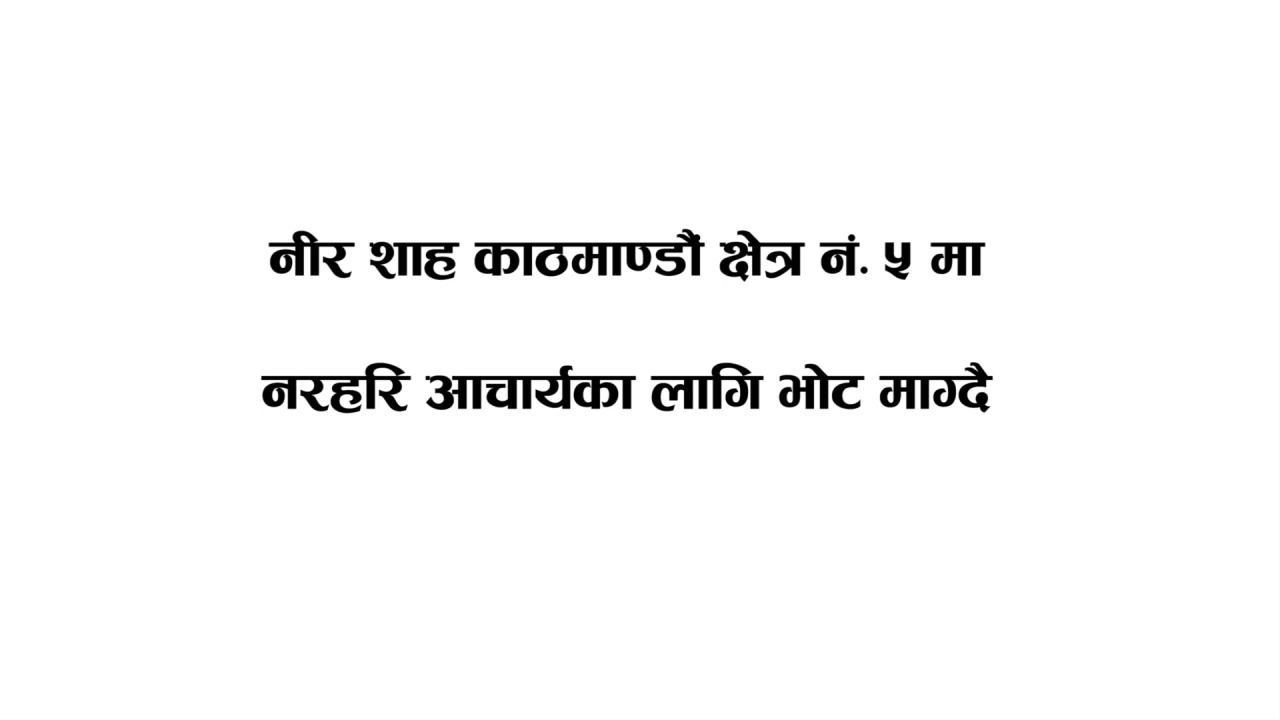 नीर शाह काठमाण्डौं क्षेत्र नं. ५ मा
नरहरि आचार्यका लागि भोट माग्दै